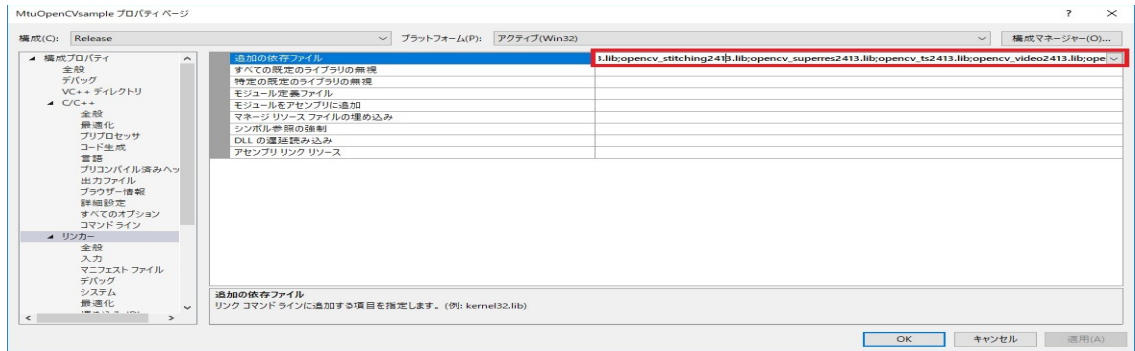 MtuOpenCVsample プロパティ ページ
? ×
構成(C): Release プラットフォーム(P): アクティブ(Win32) 構成マネージャー(O)...
構成プロパティ
全般
デバッグ
VC++ ディレクトリ
C/C++
全般
最適化
プリプロセッサ
コード生成
言語
プリコンパイル済みヘッ
出力ファイル
ブラウザー情報
詳細設定
すべてのオプション
コマンド ライン
リンカー
全般
入力
マニフェスト ファイル
デバッグ
システム
最適化
追加の依存ファイル 3.lib;opencv_stitching2413.lib;opencv_superres2413.lib;opencv_ts2413.lib;opencv_video2413.lib;ope
すべての既定のライブラリの無視
特定の既定のライブラリの無視
モジュール定義ファイル
モジュールをアセンブリに追加
マネージ リソース ファイルの埋め込み
シンボル参照の強制
DLL の遅延読み込み
アセンブリ リンク リソース
追加の依存ファイル
リンク コマンド ラインに追加する項目を指定します。(例: kernel32.lib)
OK キャンセル 適用(A)